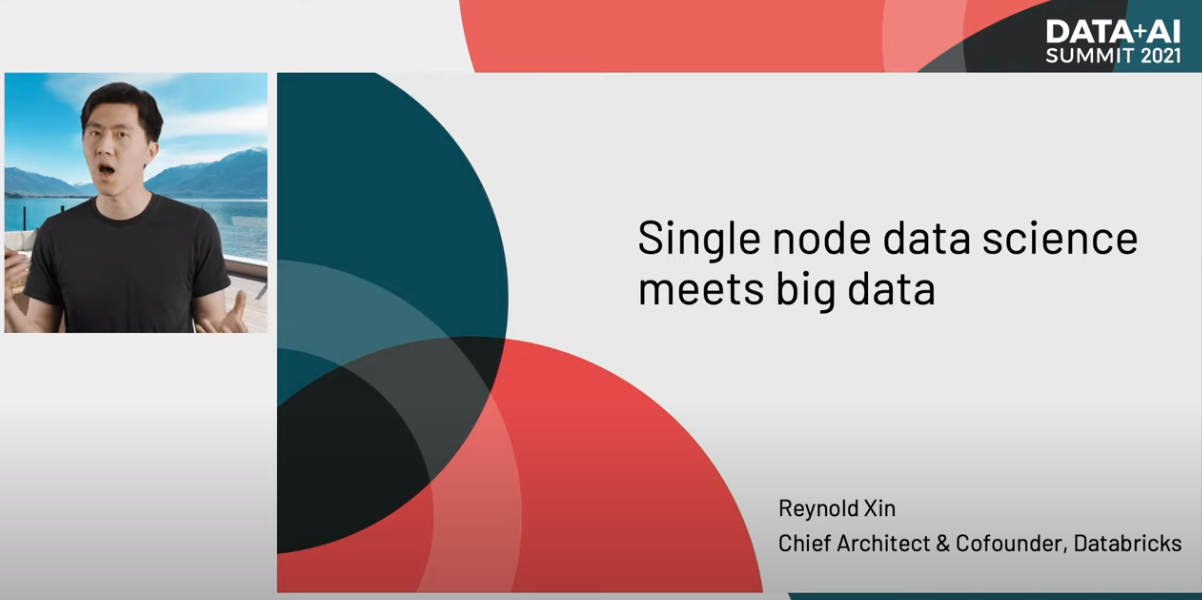 DATA+AI
SUMMIT 2021
Single node data science
meets big data
Reynold Xin
Chief Architect & Cofounder, Databricks